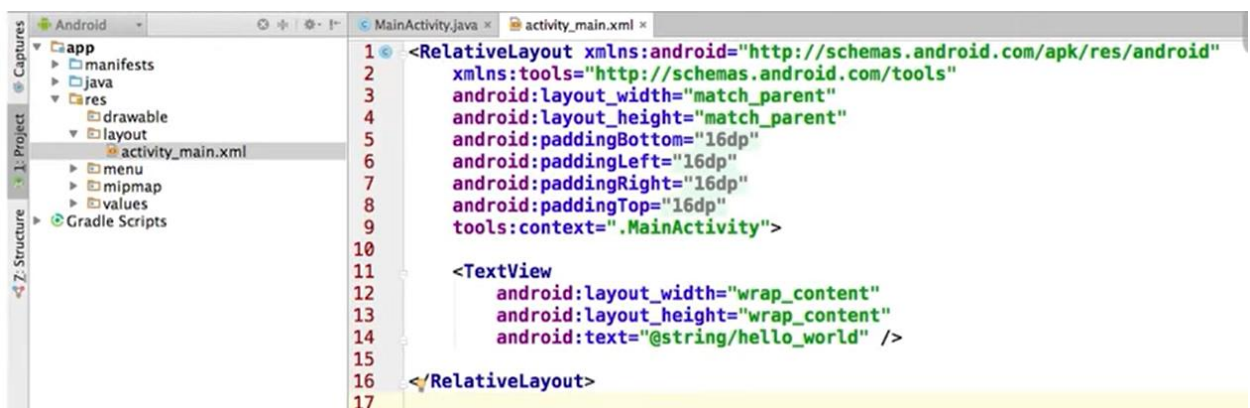 Android
MainActivity.java ×
activity_main.xml ×
Captures
1: Project
7: Structure
app
manifests
java
res
drawable
layout
activity_main.xml
menu
mipmap
values
Gradle Scripts
1 <RelativeLayout xmlns:android="http://schemas.android.com/apk/res/android"
2 xmlns:tools="http://schemas.android.com/tools"
3 android:layout_width="match_parent"
4 android:layout_height="match_parent"
5 android:paddingBottom="16dp"
6 android:paddingLeft="16dp"
7 android:paddingRight="16dp"
8 android:paddingTop="16dp"
9 tools:context=".MainActivity">
10
11 <TextView
12 android:layout_width="wrap_content"
13 android:layout_height="wrap_content"
14 android:text="@string/hello_world" />
15
16 </RelativeLayout>
17